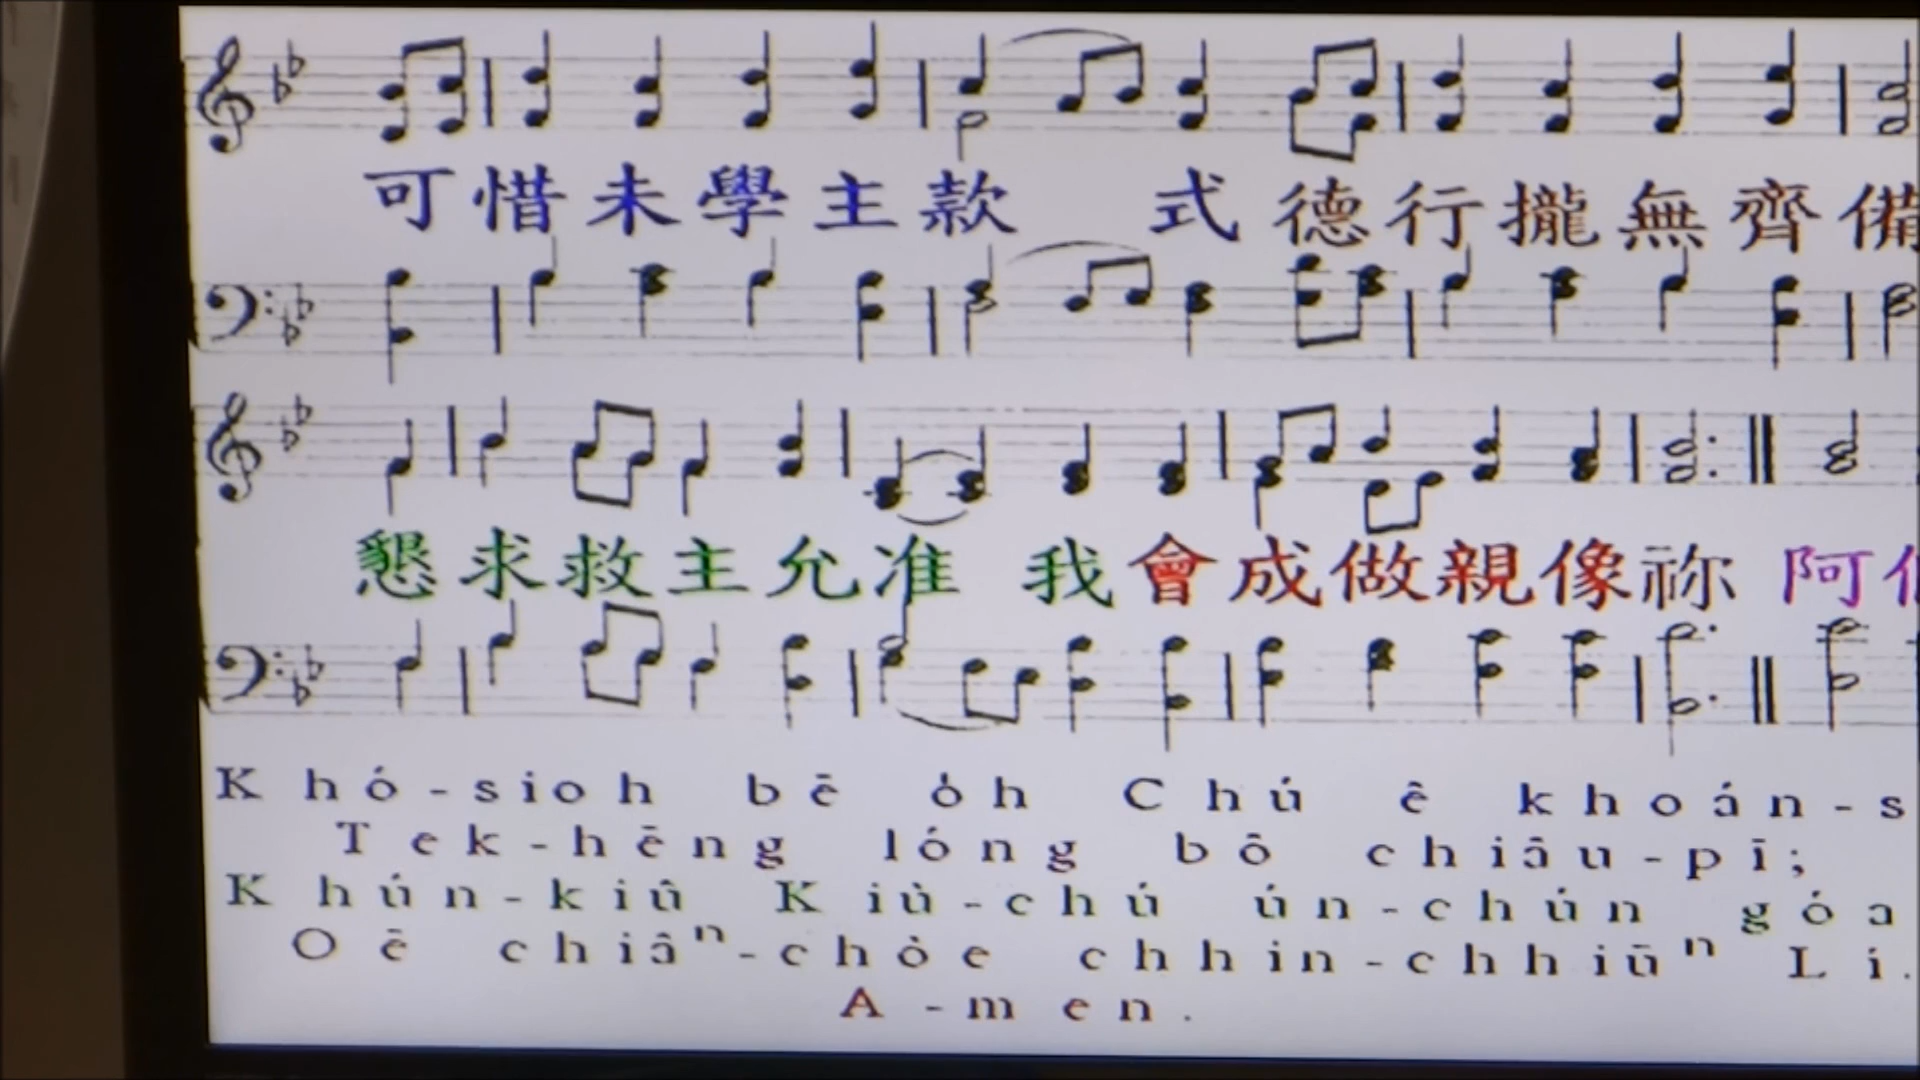 可惜未學主款 式德行攏無齊備
懇求救主允准 我會成做親像祢 阿
Khó-sioh bē o̍h Chú ê khoán-s
Tek-hēng lóng bô chiâu-pī;
Khún-kiû Kiù-chú ún-chún góa
Oē chiâⁿ-chòe chhin-chhiūⁿ Lí.
A-men.